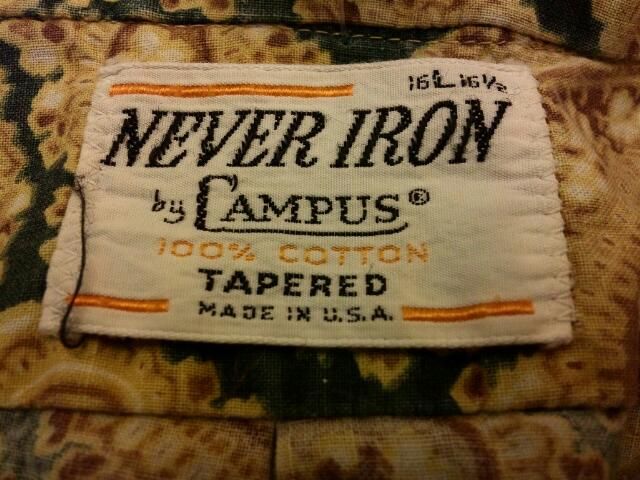 16 L 16½
NEVER IRON
by CAMPUS®
100% COTTON
TAPERED
MADE IN U.S.A.